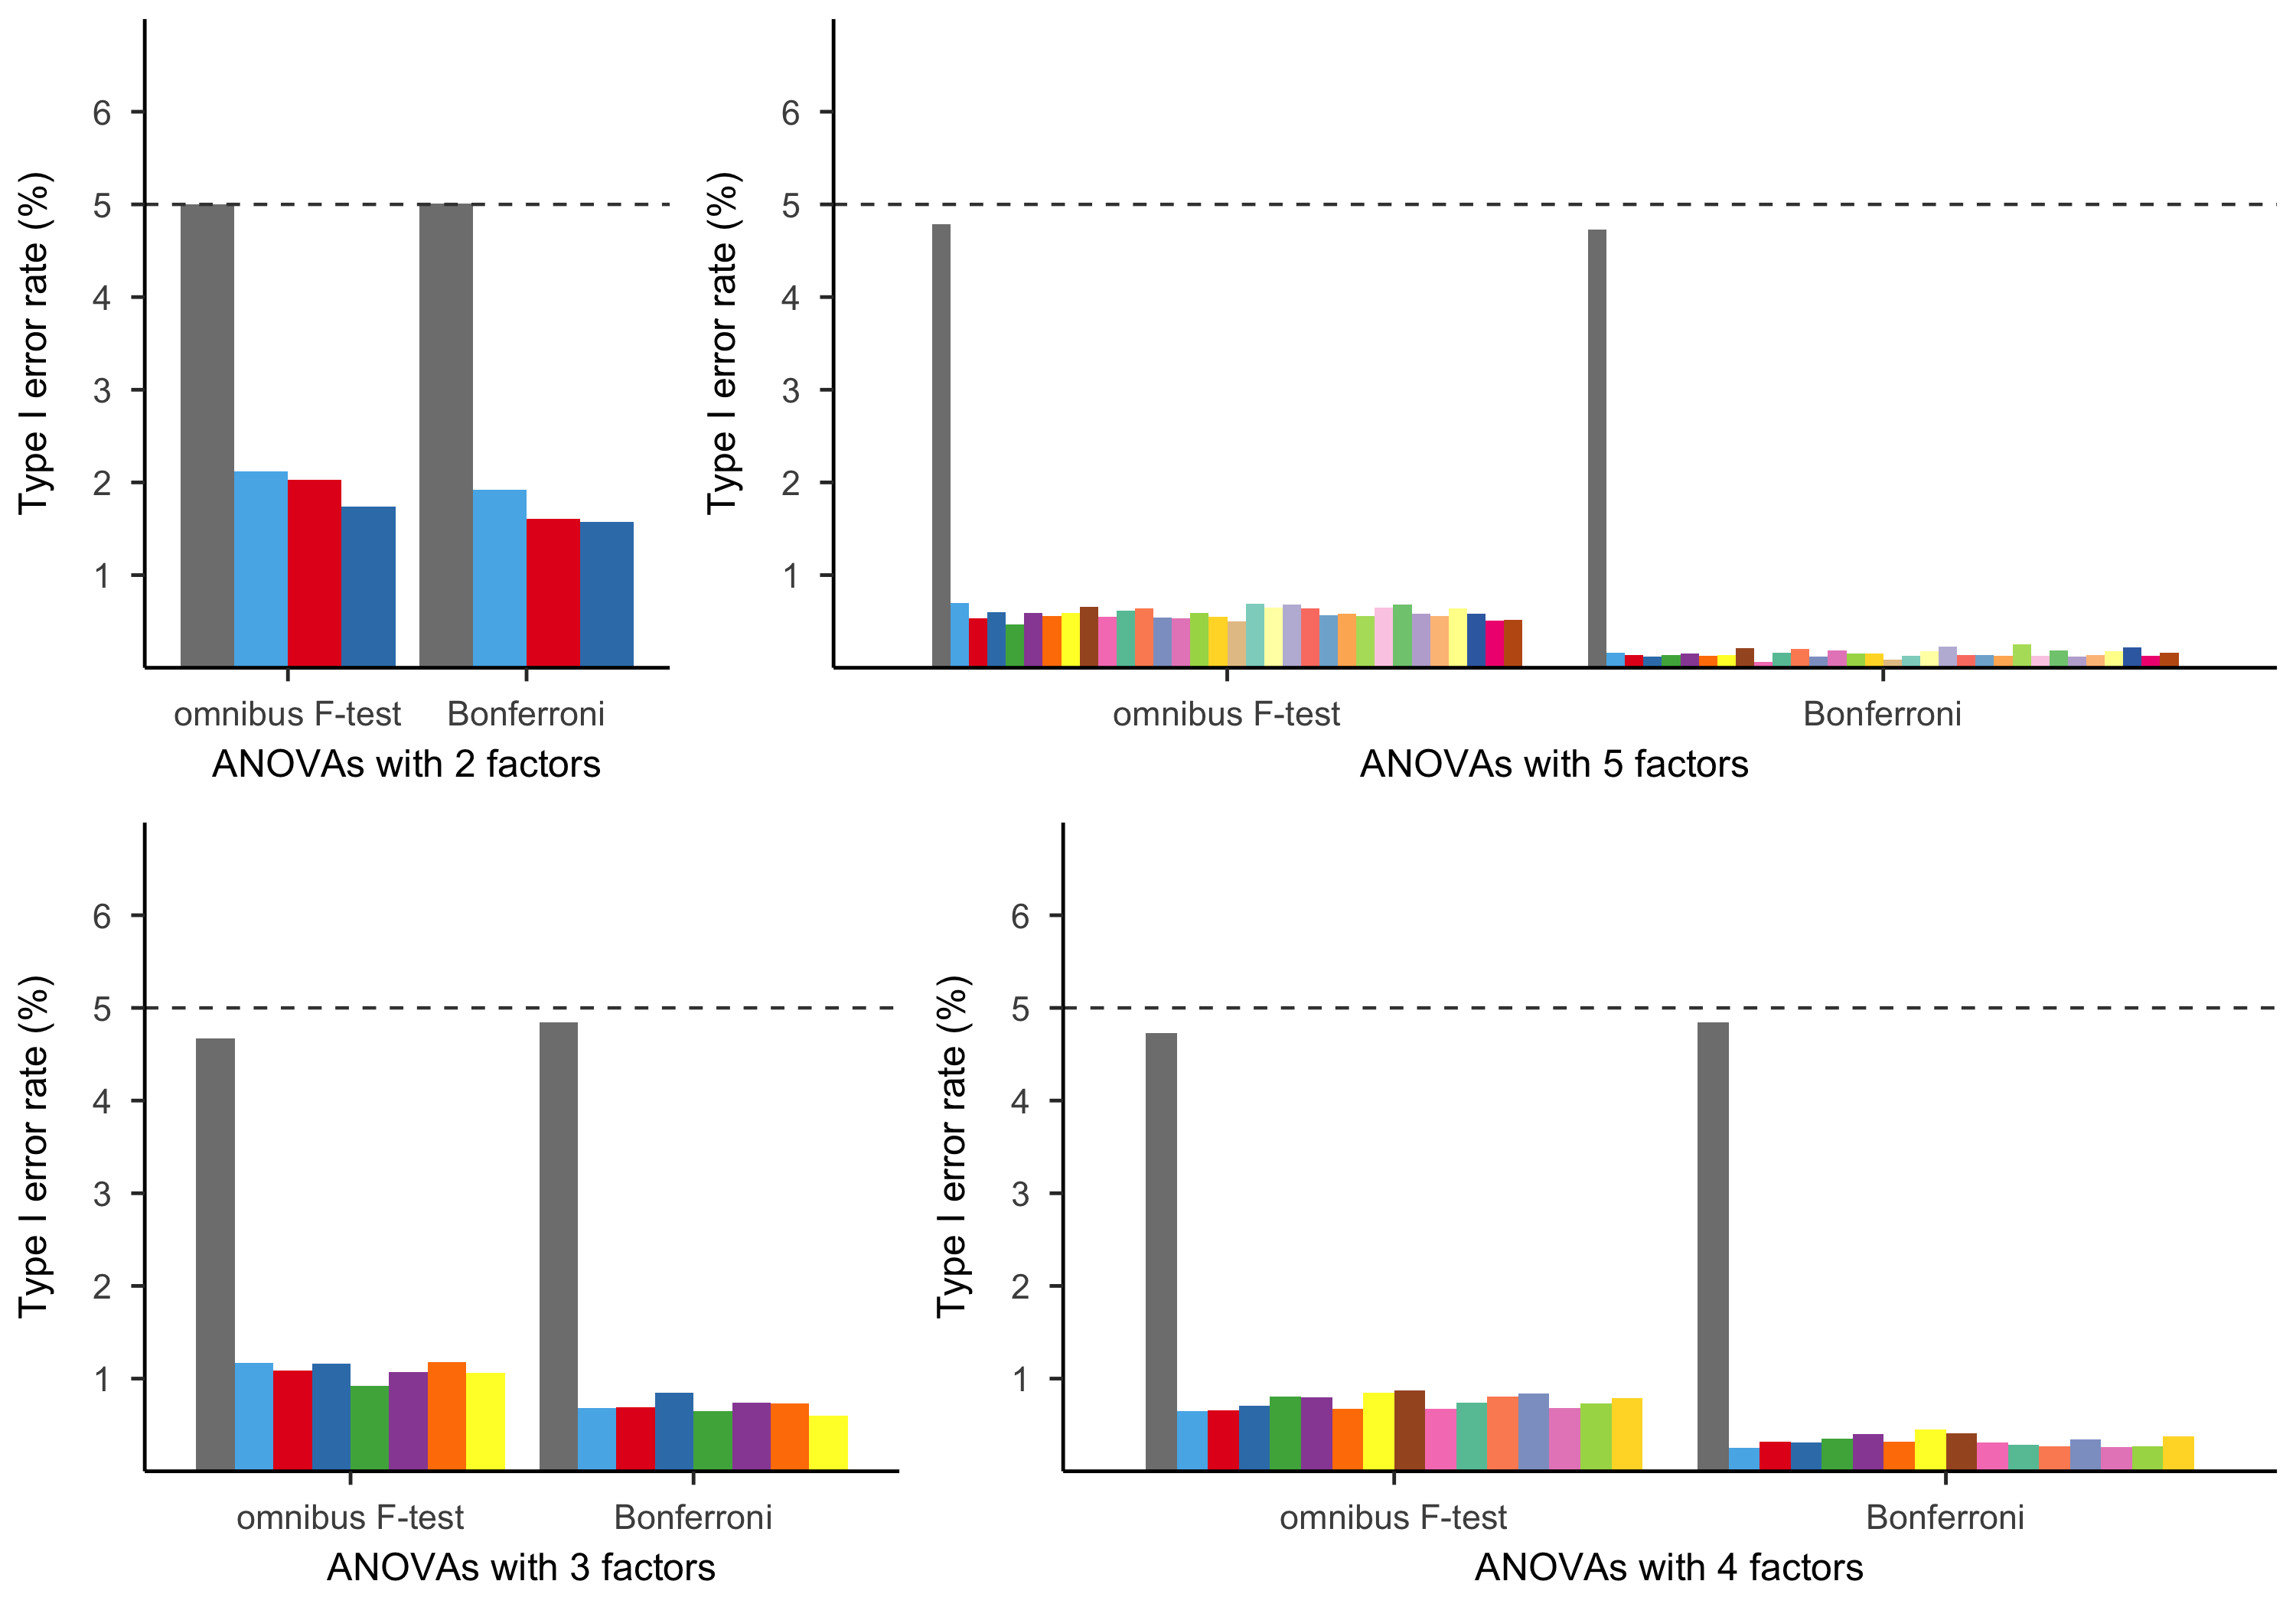 Type I error rate (%)
6
5
4
3
2
1
omnibus F-test
Bonferroni
ANOVAs with 2 factors
Type I error rate (%)
6
5
4
3
2
1
omnibus F-test
Bonferroni
ANOVAs with 5 factors
Type I error rate (%)
6
5
4
3
2
1
omnibus F-test
Bonferroni
ANOVAs with 3 factors
Type I error rate (%)
6
5
4
3
2
1
omnibus F-test
Bonferroni
ANOVAs with 4 factors